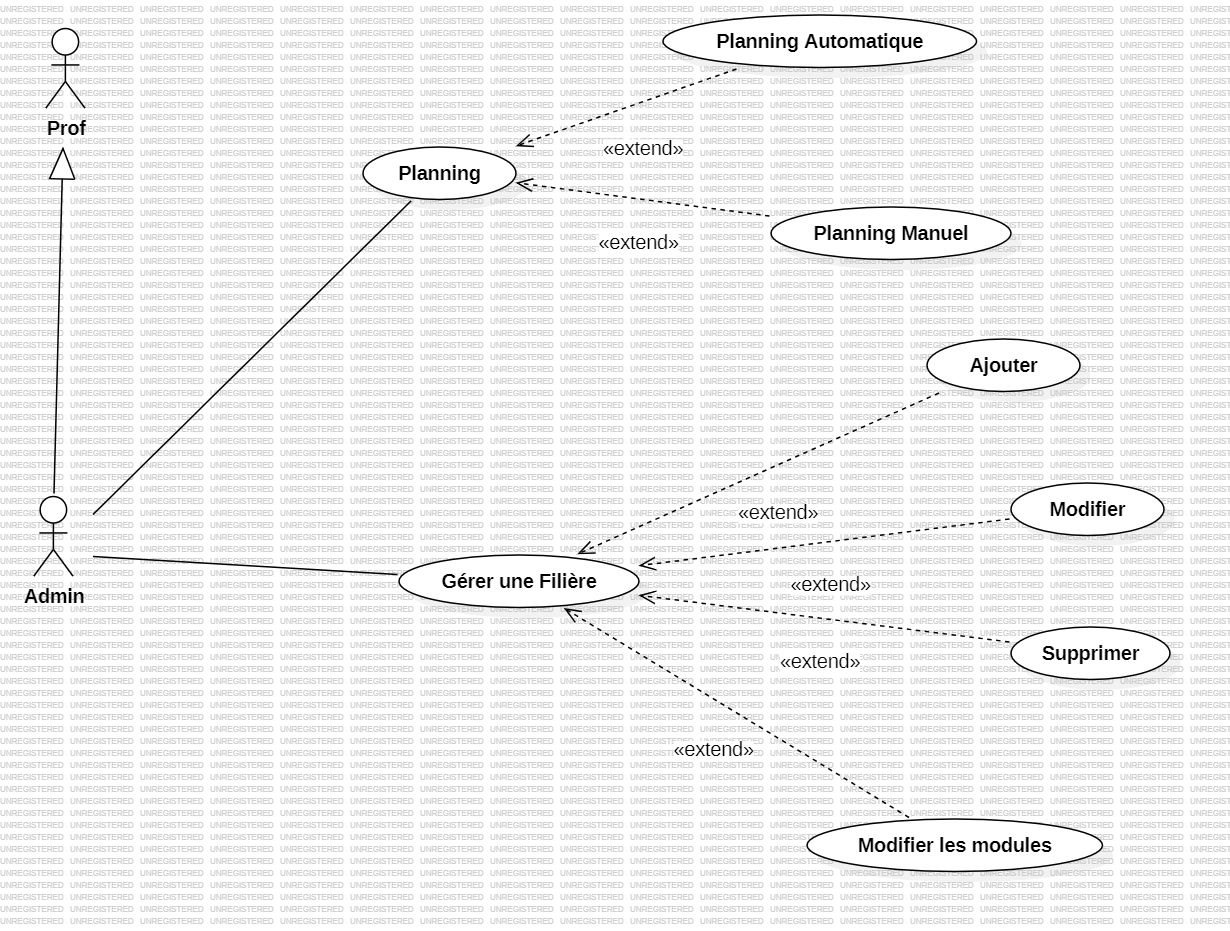 Planning Automatique
Prof
«extend»
Planning
Planning Manuel
«extend»
Ajouter
Modifier
«extend»
Gérer une Filière
«extend»
Admin
Supprimer
«extend»
«extend»
Modifier les modules
UNREGISTERED